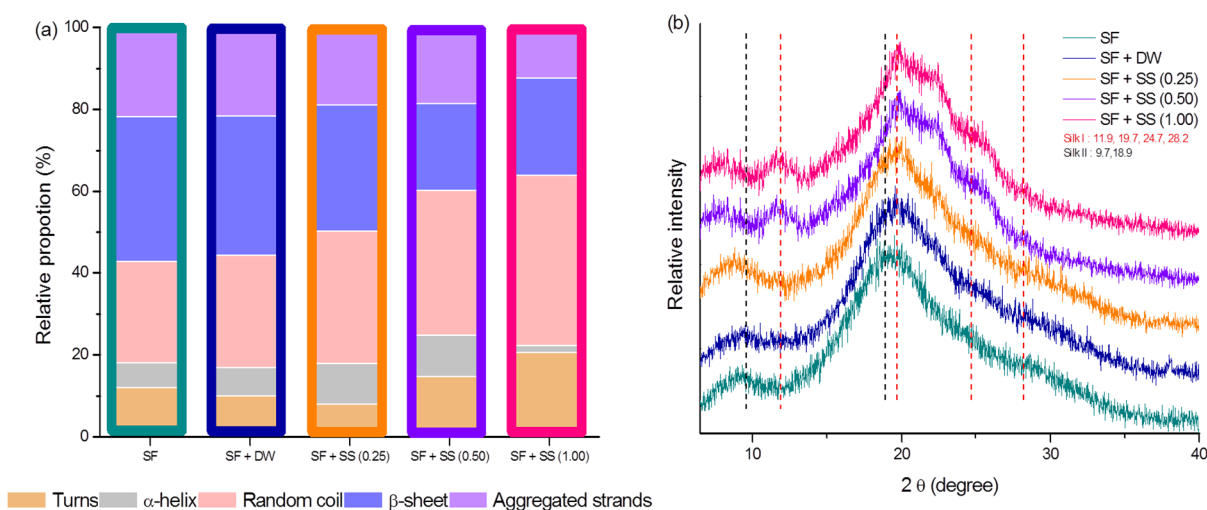 (a)
Relative propotion (%)
100
80
60
40
20
0
SF
SF + DW
SF + SS (0.25)
SF + SS (0.50)
SF + SS (1.00)
Turns
α-helix
Random coil
β-sheet
Aggregated strands
(b)
Relative intensity
SF
SF + DW
SF + SS (0.25)
SF + SS (0.50)
SF + SS (1.00)
Silk I : 11.9, 19.7, 24.7, 28.2
Silk II : 9.7,18.9
10
20
30
40
2 θ (degree)